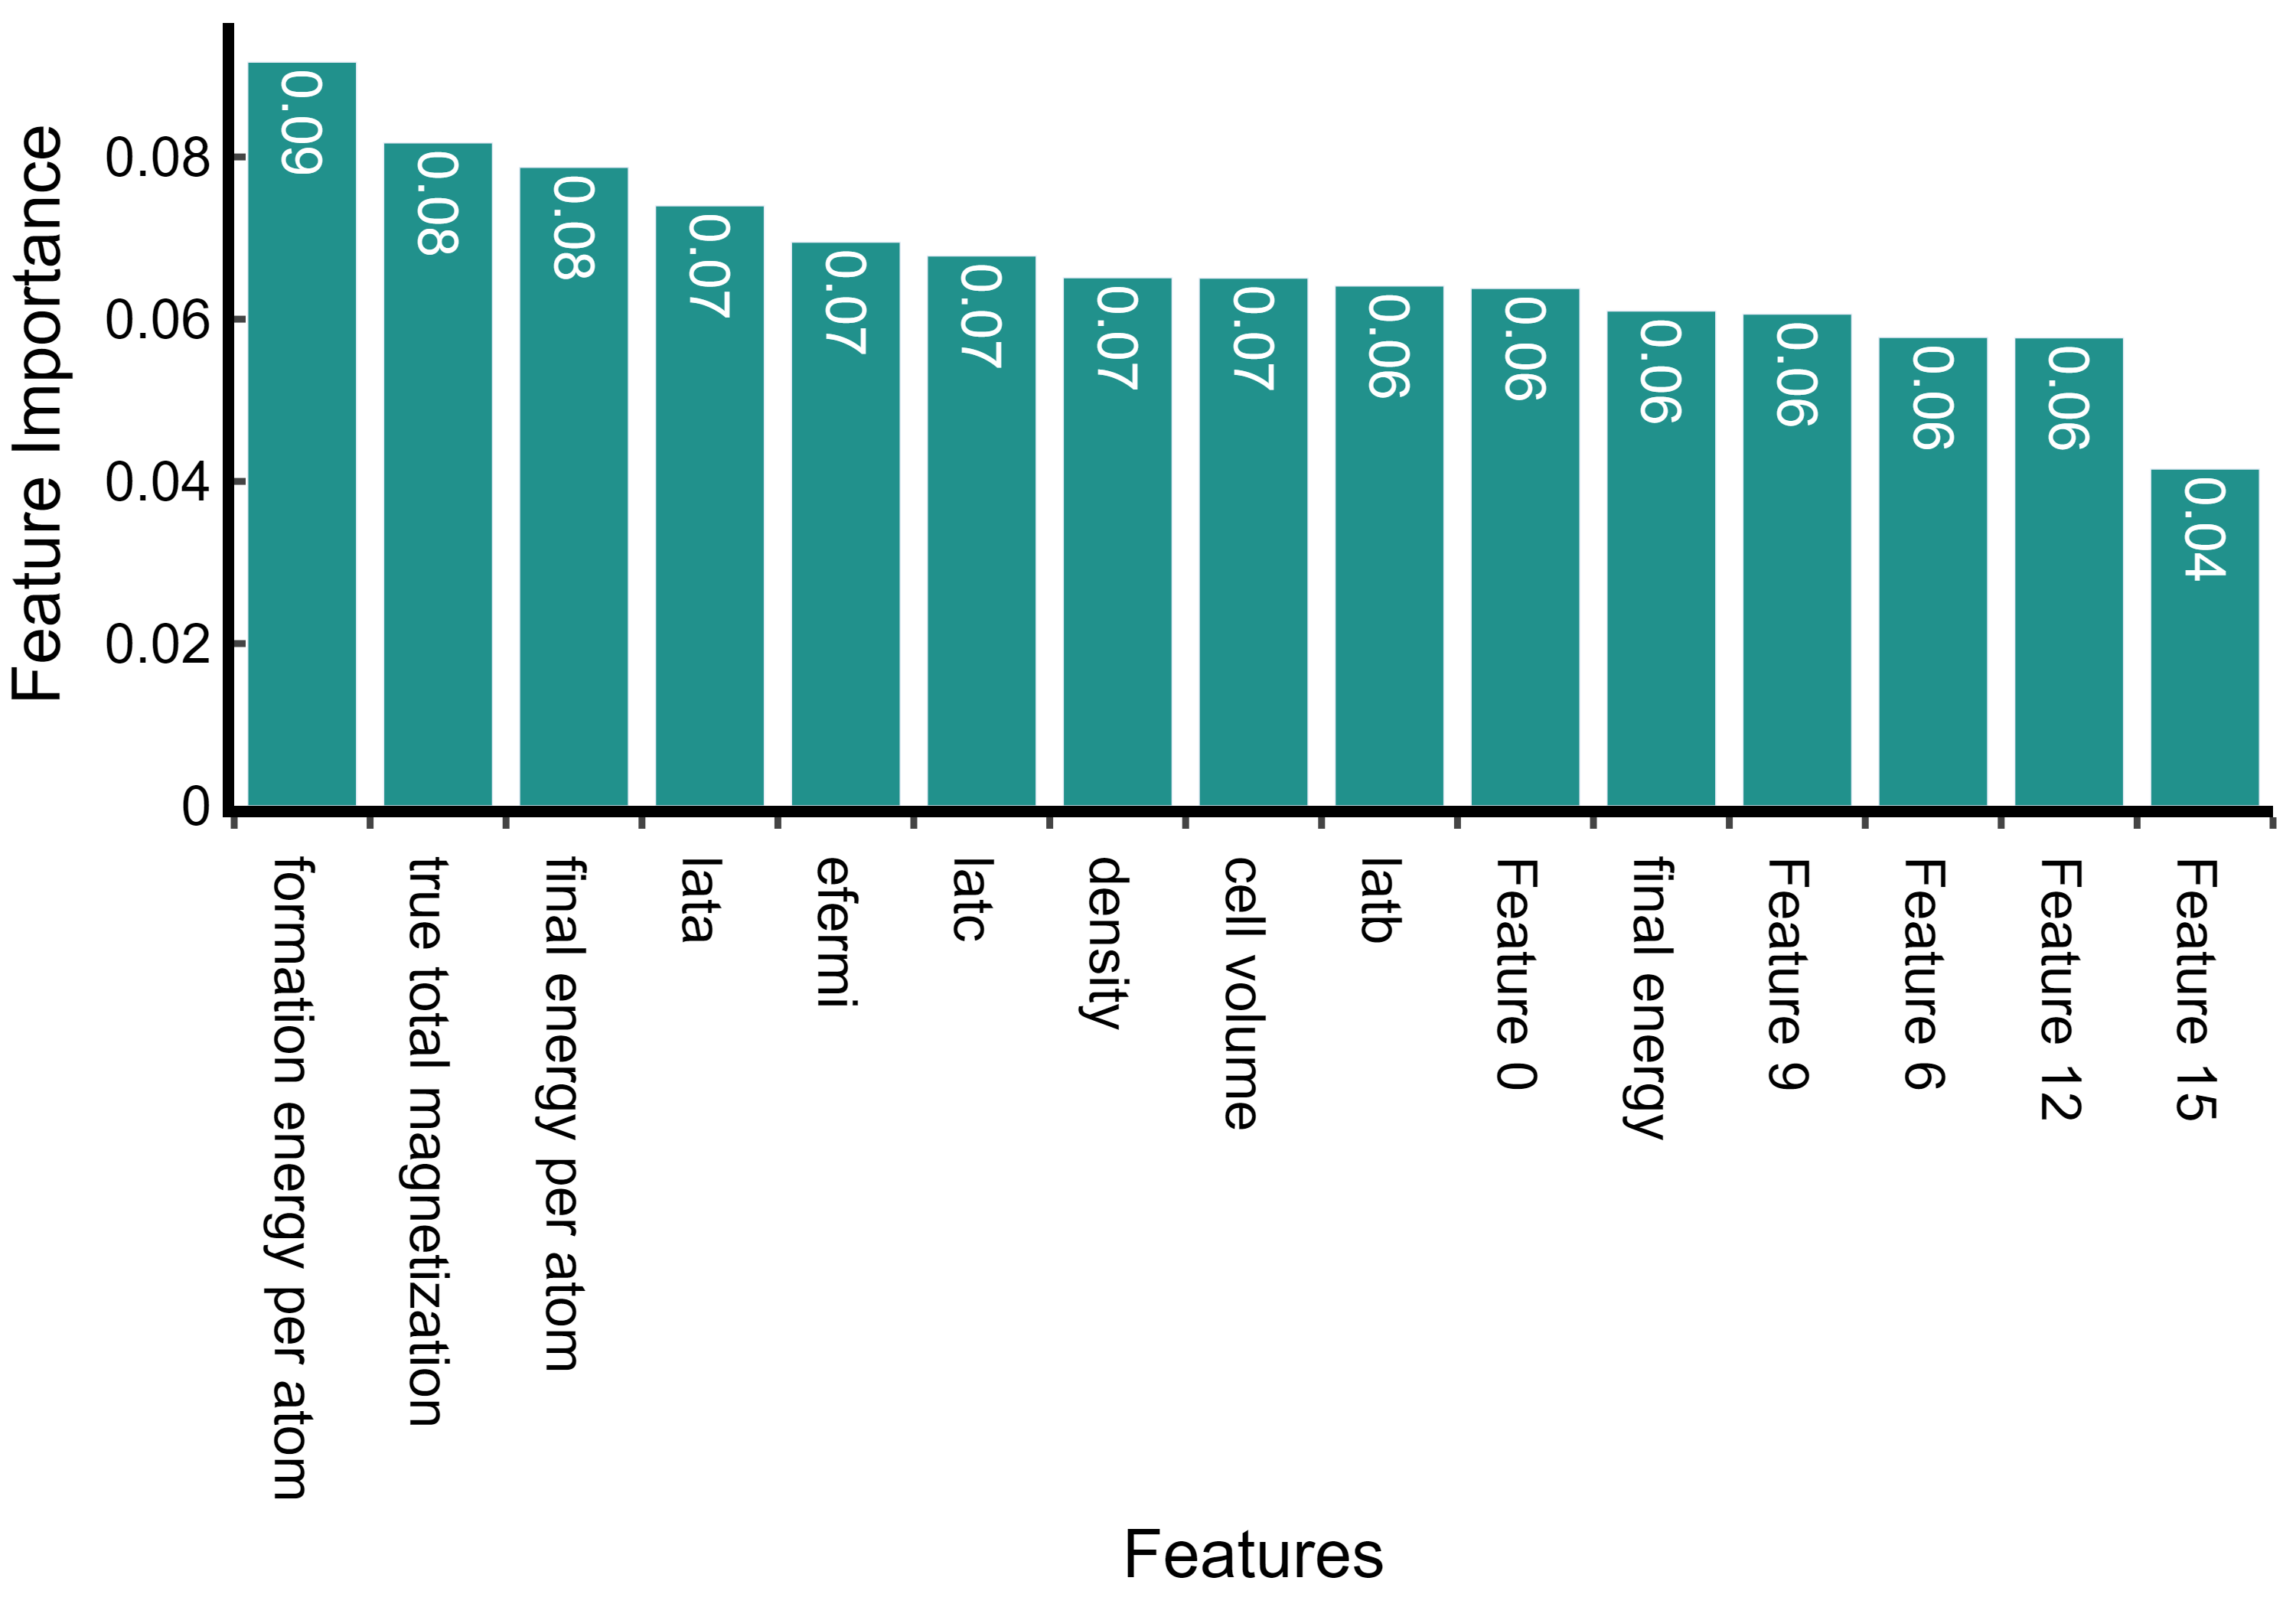 Feature Importance
0.08
0.06
0.04
0.02
0
0.09
0.08
0.08
0.07
0.07
0.07
0.07
0.07
0.06
0.06
0.06
0.06
0.06
0.06
0.04
formation energy per atom
true total magnetization
final energy per atom
lata
efermi
latc
density
cell volume
latb
Feature 0
final energy
Feature 9
Feature 6
Feature 12
Feature 15
Features